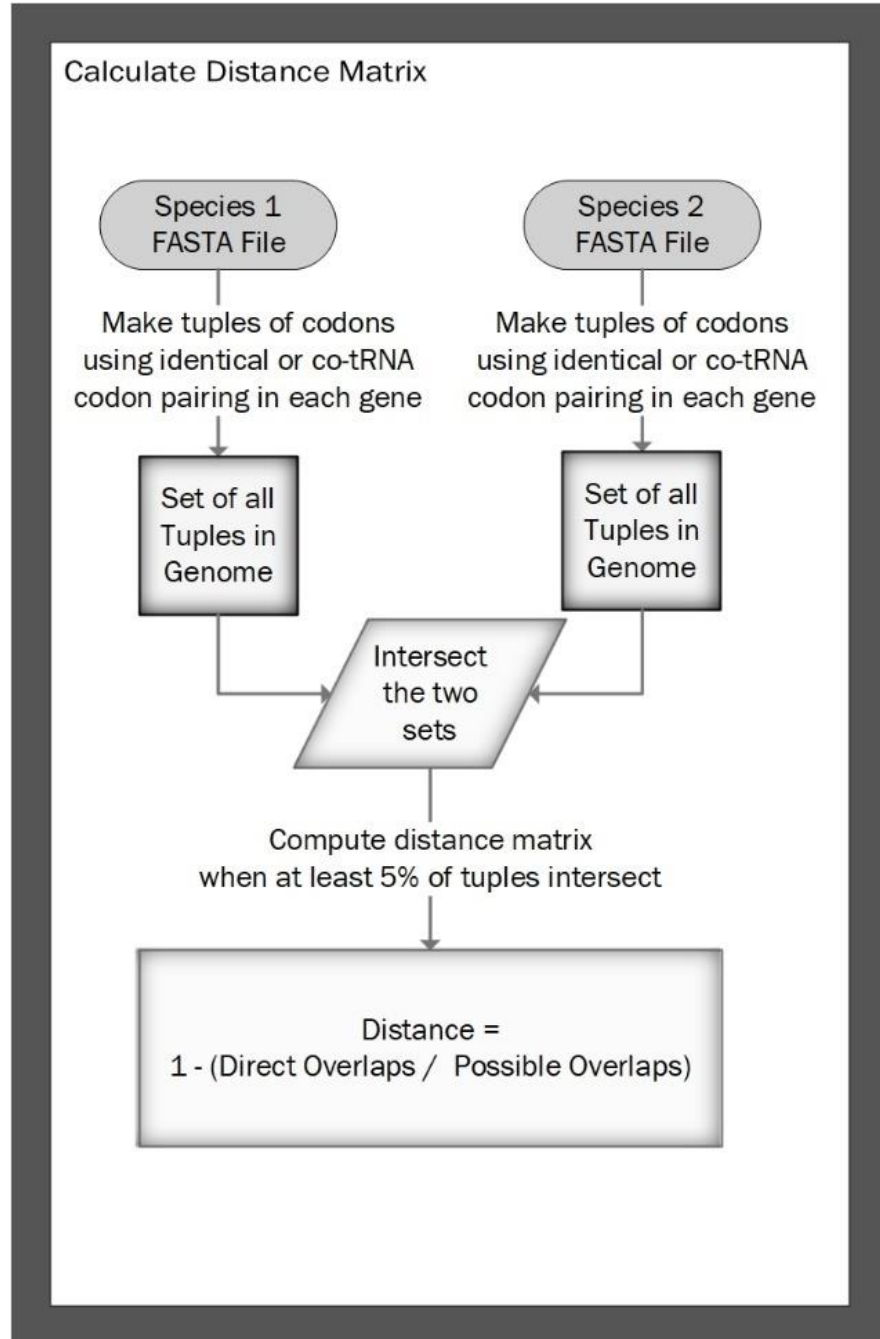 Calculate Distance Matrix
Species 1
FASTA File
Species 2
FASTA File
Make tuples of codons
using identical or co-tRNA
codon pairing in each gene
Make tuples of codons
using identical or co-tRNA
codon pairing in each gene
Set of all
Tuples in
Genome
Set of all
Tuples in
Genome
Intersect
the two
sets
Compute distance matrix
when at least 5% of tuples intersect
Distance =
1 - (Direct Overlaps / Possible Overlaps)